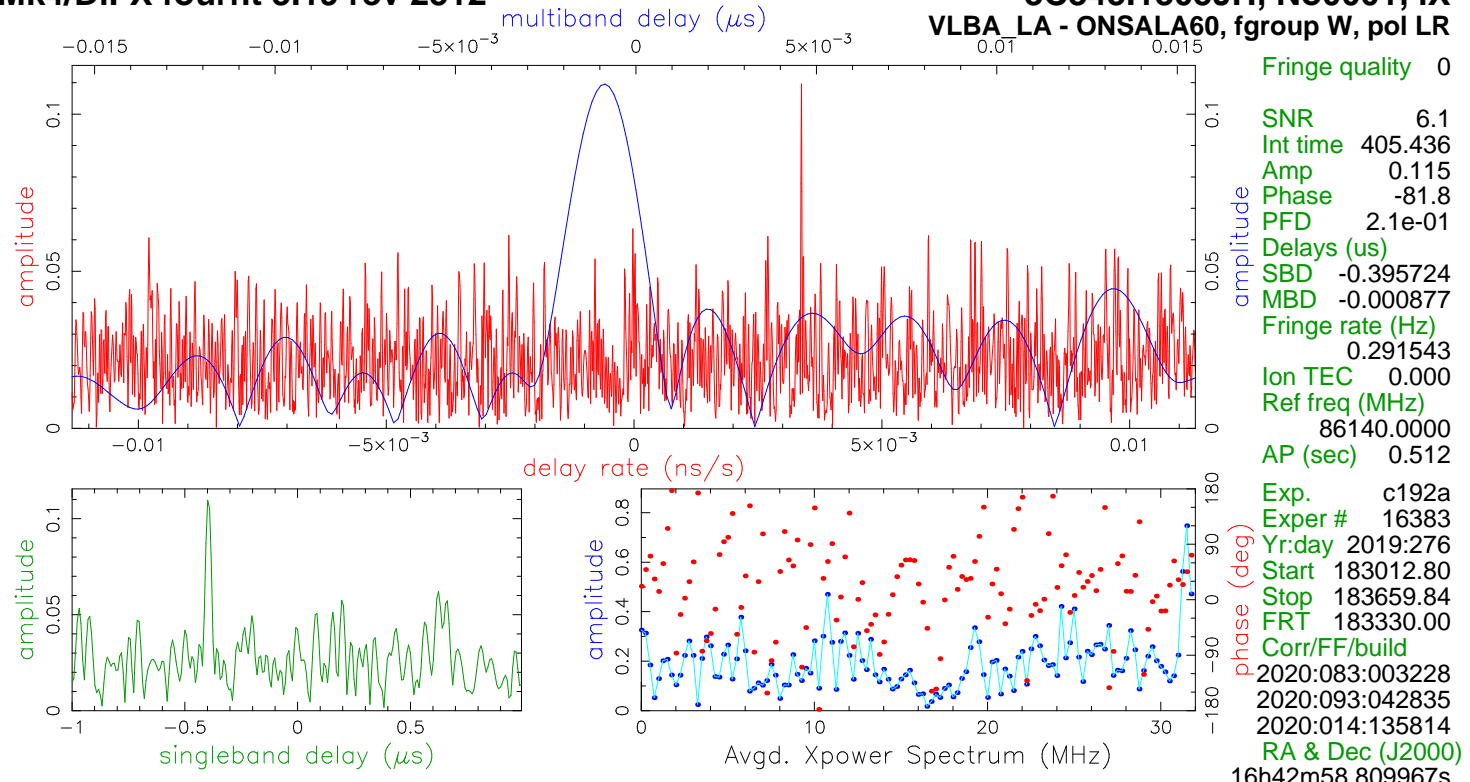 VLBA_LA - ONSALA60, fgroup W, pol LR
multiband delay (μs)
−0.015 −0.01 −5×10⁻³ 0 5×10⁻³ 0.01 0.015
amplitude
0 0.05 0.1
amplitude
0 0.05 0.1
−0.01 −5×10⁻³ 0 5×10⁻³ 0.01
delay rate (ns/s)
amplitude
0 0.05 0.1
−1 −0.5 0 0.5
singleband delay (μs)
amplitude
0 0.2 0.4 0.6 0.8
phase (deg)
−180 −90 0 90 180
0 10 20 30
Avgd. Xpower Spectrum (MHz)
Fringe quality 0
SNR 6.1
Int time 405.436
Amp 0.115
Phase -81.8
PFD 2.1e-01
Delays (us)
SBD -0.395724
MBD -0.000877
Fringe rate (Hz)
0.291543
Ion TEC 0.000
Ref freq (MHz)
86140.0000
AP (sec) 0.512
Exp. c192a
Exper # 16383
Yr:day 2019:276
Start 183012.80
Stop 183659.84
FRT 183330.00
Corr/FF/build
2020:083:003228
2020:093:042835
2020:014:135814
RA & Dec (J2000)
16h42m58.809967s